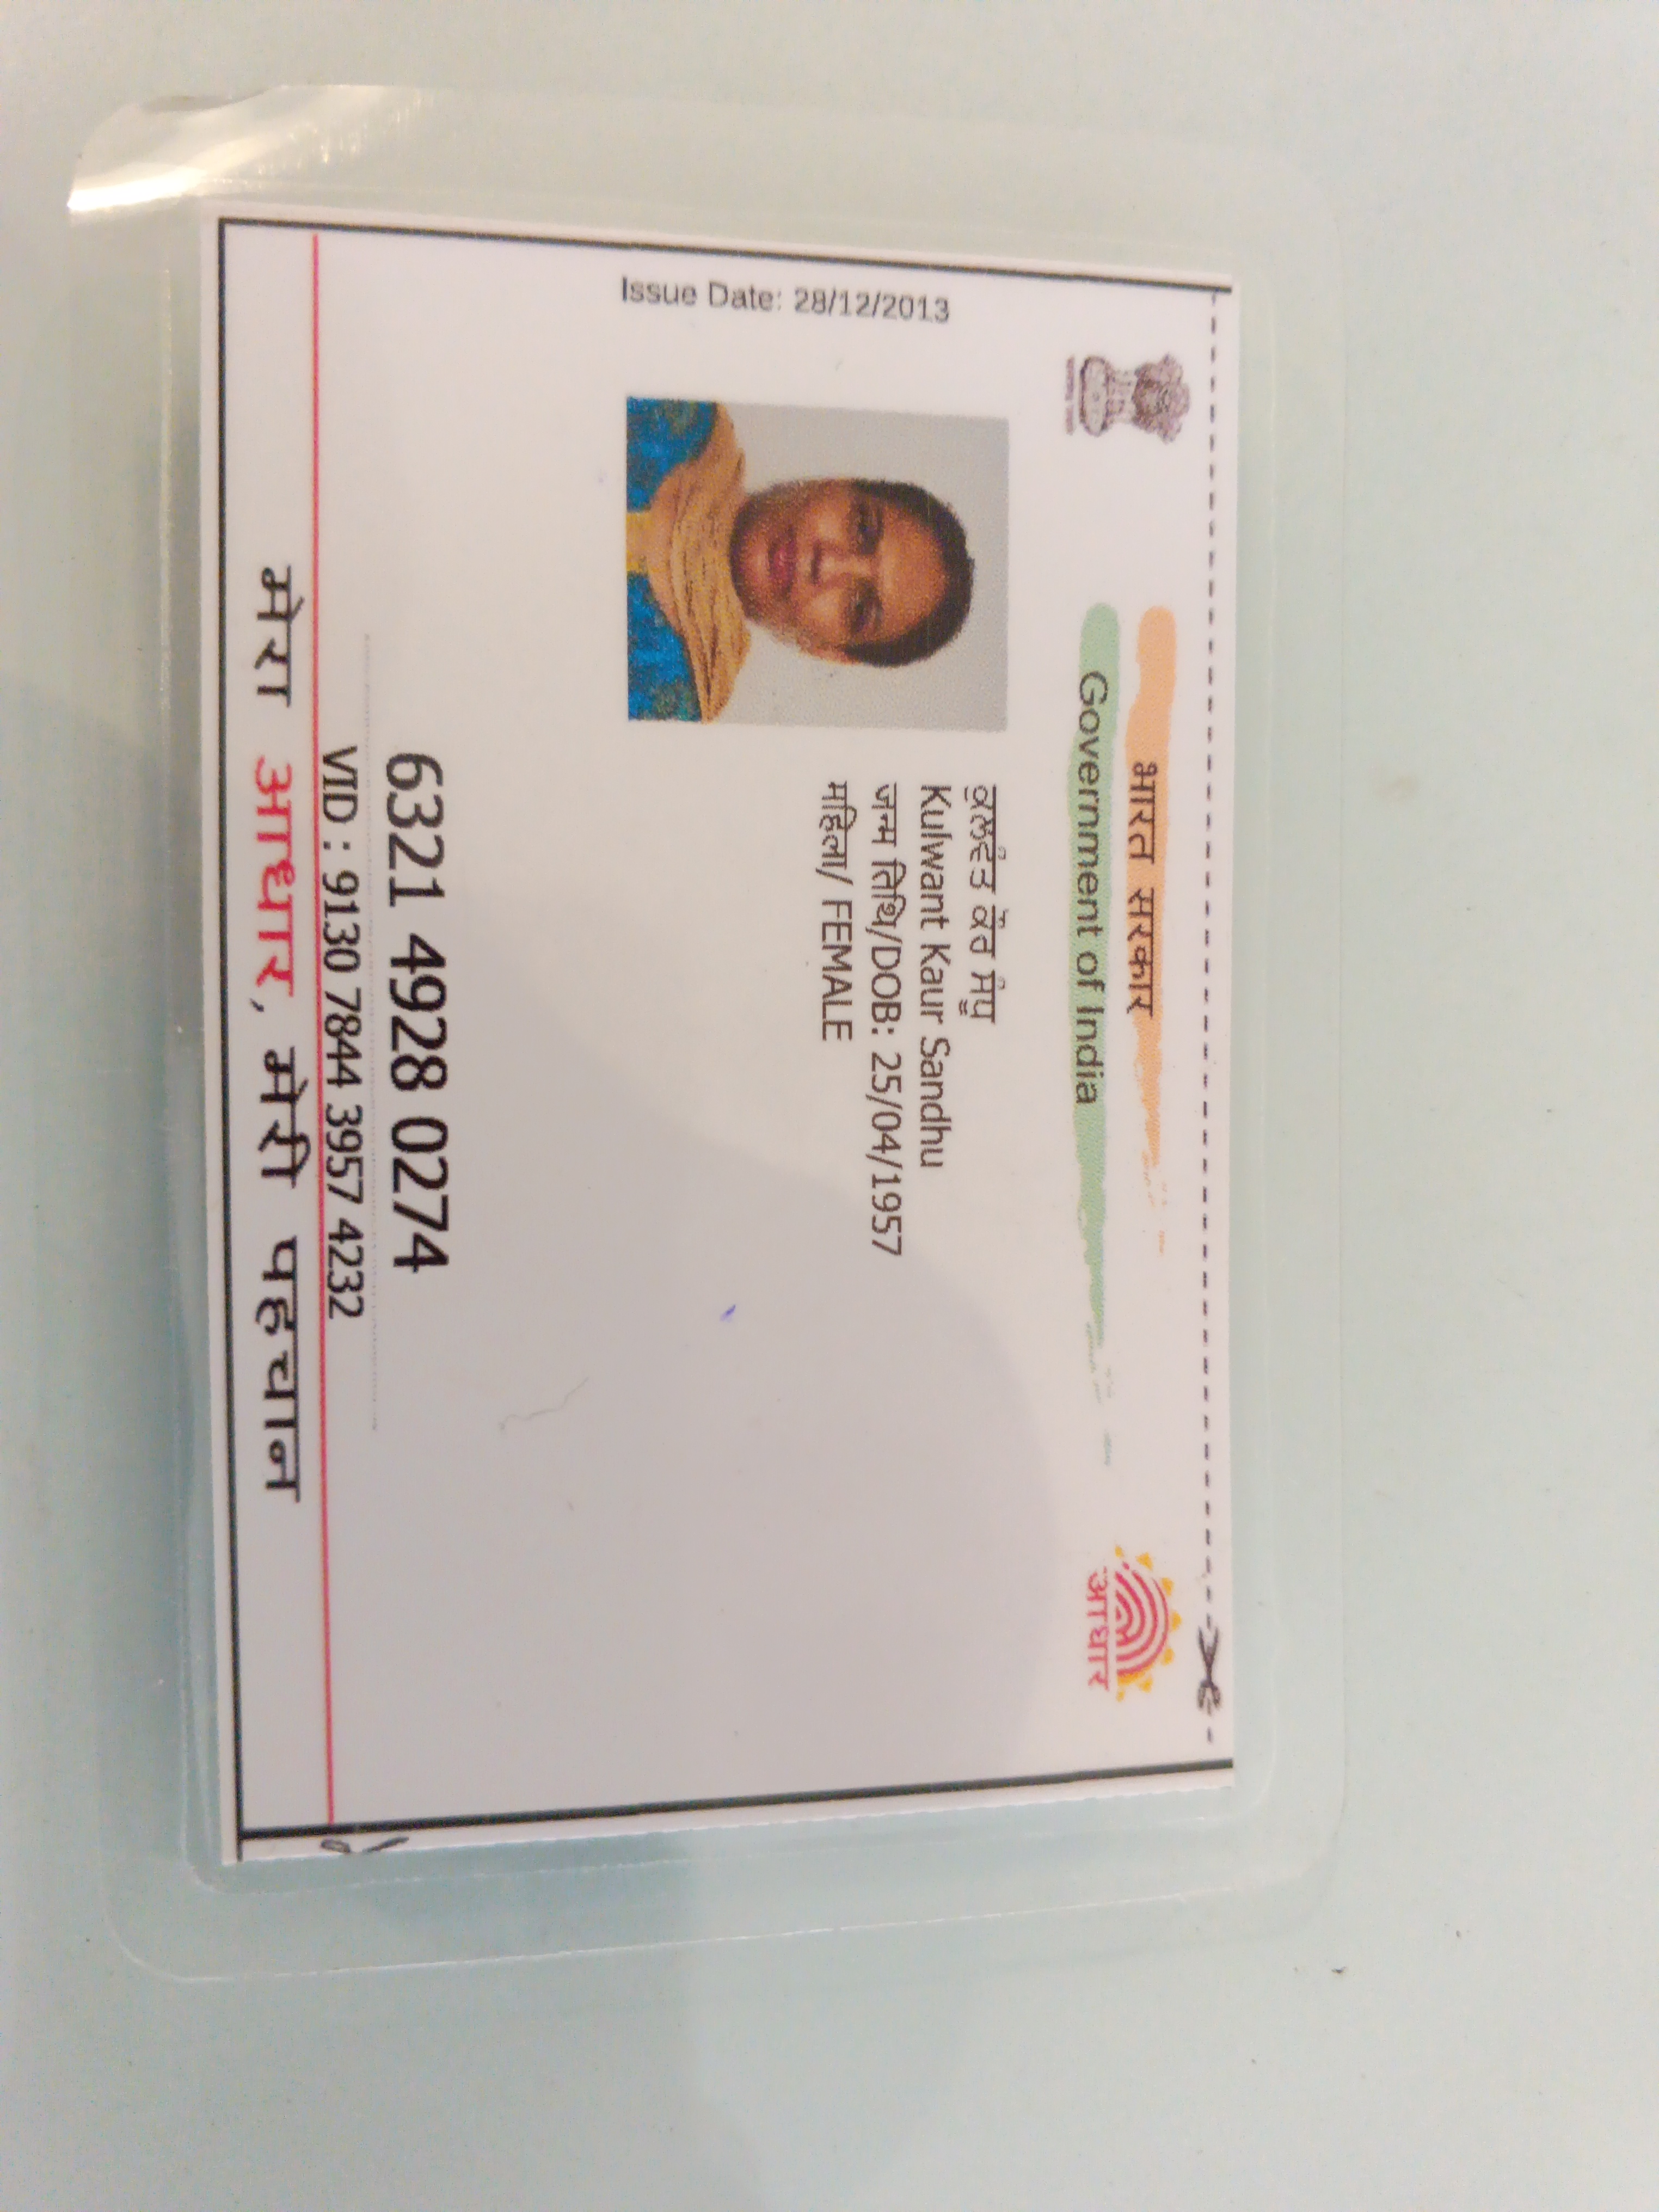 भारत सरकार
Government of India
आधार
Issue Date: 28/12/2013
ਕੁਲਵੰਤ ਕੌਰ ਸੰਧੂ
Kulwant Kaur Sandhu
जन्म तिथि/DOB: 25/04/1957
महिला/ FEMALE
6321 4928 0274
VID : 9130 7844 3957 4232
मेरा आधार, मेरी पहचान